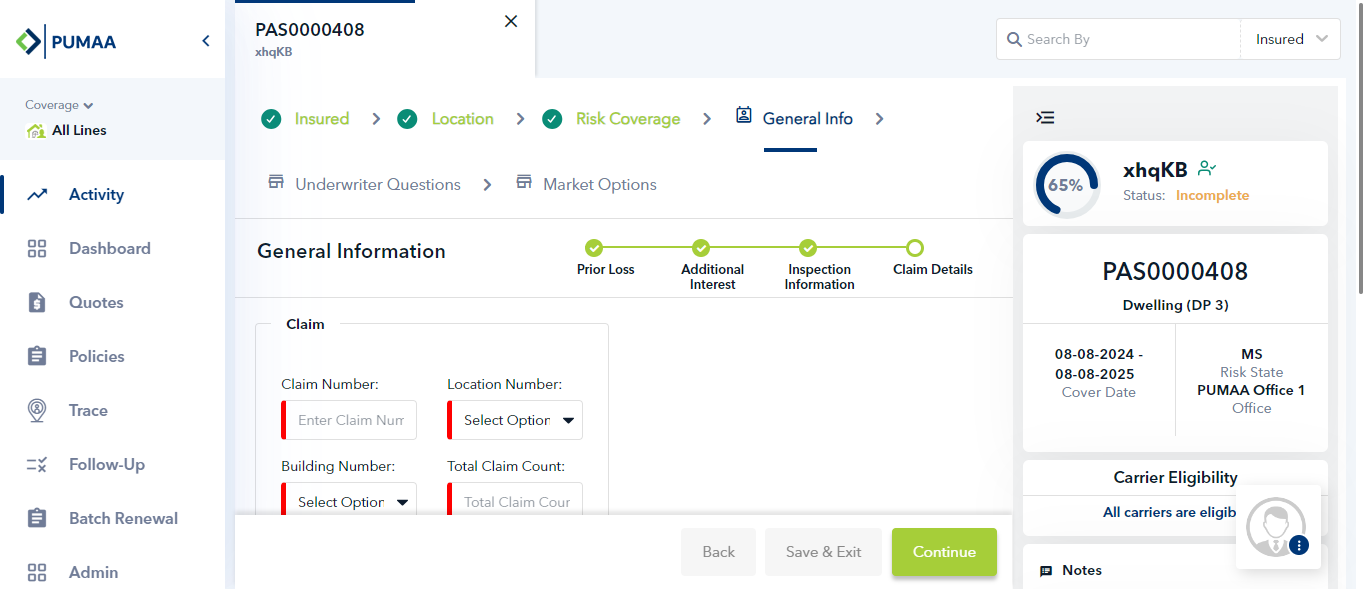 PUMAA
Coverage
All Lines
Activity
Dashboard
Quotes
Policies
Trace
Follow-Up
Batch Renewal
Admin
PAS0000408
xhqKB
Search By
Insured
Insured
Location
Risk Coverage
General Info
Underwriter Questions
Market Options
General Information
Prior Loss
Additional
Interest
Inspection
Information
Claim Details
Claim
Claim Number:
Location Number:
Enter Claim Num
Select Option
Building Number:
Total Claim Count:
Select Option
Total Claim Cour
Back
Save & Exit
Continue
65%
xhqKB
Status: Incomplete
PAS0000408
Dwelling (DP 3)
08-08-2024 -
08-08-2025
Cover Date
MS
Risk State
PUMAA Office 1
Office
Carrier Eligibility
All carriers are eligib
Notes